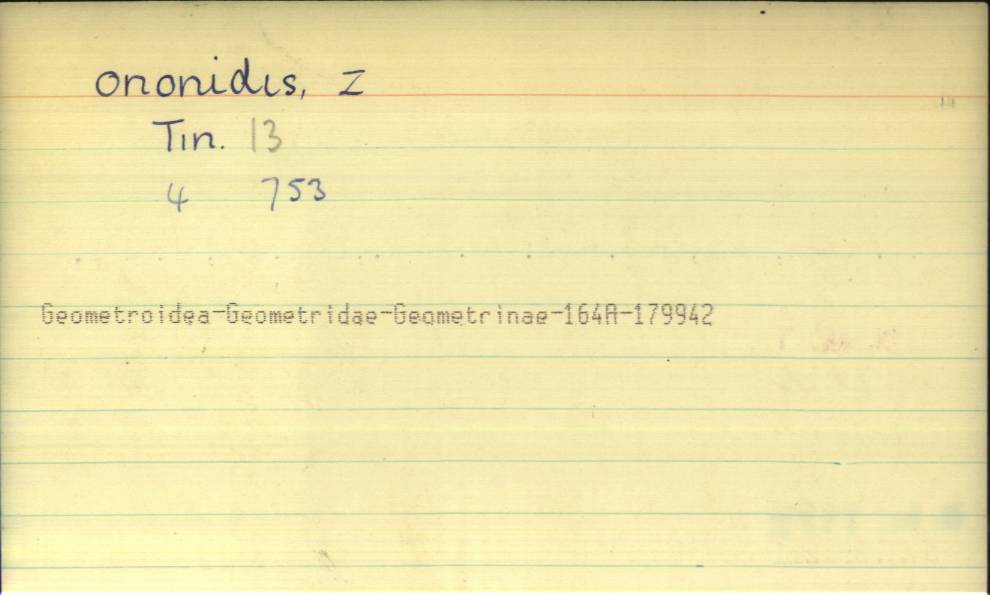 ononidis, Z
Tin. 13
4 753
Geometroidea-Geometridae-Geometrinae-164A-179942